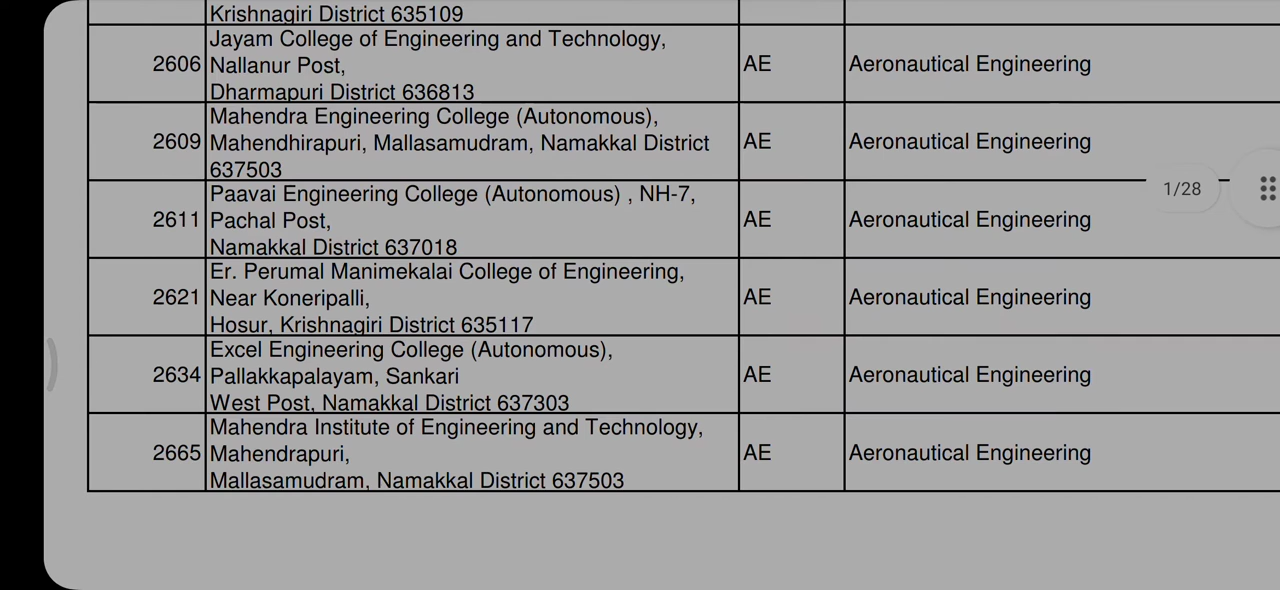 Krishnagiri District 635109
2606
Jayam College of Engineering and Technology,
Nallanur Post,
Dharmapuri District 636813
AE
Aeronautical Engineering
2609
Mahendra Engineering College (Autonomous),
Mahendhirapuri, Mallasamudram, Namakkal District
637503
AE
Aeronautical Engineering
1/28
2611
Paavai Engineering College (Autonomous) , NH-7,
Pachal Post,
Namakkal District 637018
AE
Aeronautical Engineering
2621
Er. Perumal Manimekalai College of Engineering,
Near Koneripalli,
Hosur, Krishnagiri District 635117
AE
Aeronautical Engineering
2634
Excel Engineering College (Autonomous),
Pallakkapalayam, Sankari
West Post, Namakkal District 637303
AE
Aeronautical Engineering
2665
Mahendra Institute of Engineering and Technology,
Mahendrapuri,
Mallasamudram, Namakkal District 637503
AE
Aeronautical Engineering